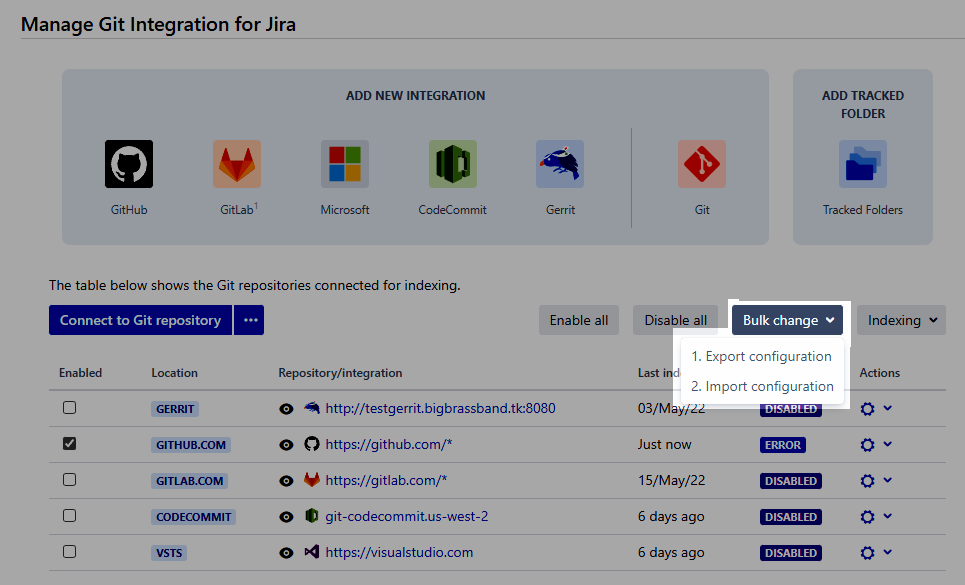 Manage Git Integration for Jira
ADD NEW INTEGRATION
GitHub
GitLab1
Microsoft
CodeCommit
Gerrit
Git
ADD TRACKED
FOLDER
Tracked Folders
The table below shows the Git repositories connected for indexing.
Connect to Git repository ••• Enable all Disable all Bulk change Indexing
1. Export configuration
2. Import configuration
Enabled Location Repository/integration Last inde Actions
GERRIT http://testgerrit.bigbrassband.tk:8080 03/May/22 DISABLED
GITHUB.COM https://github.com/* Just now ERROR
GITLAB.COM https://gitlab.com/* 15/May/22 DISABLED
CODECOMMIT git-codecommit.us-west-2 6 days ago DISABLED
VSTS https://visualstudio.com 6 days ago DISABLED